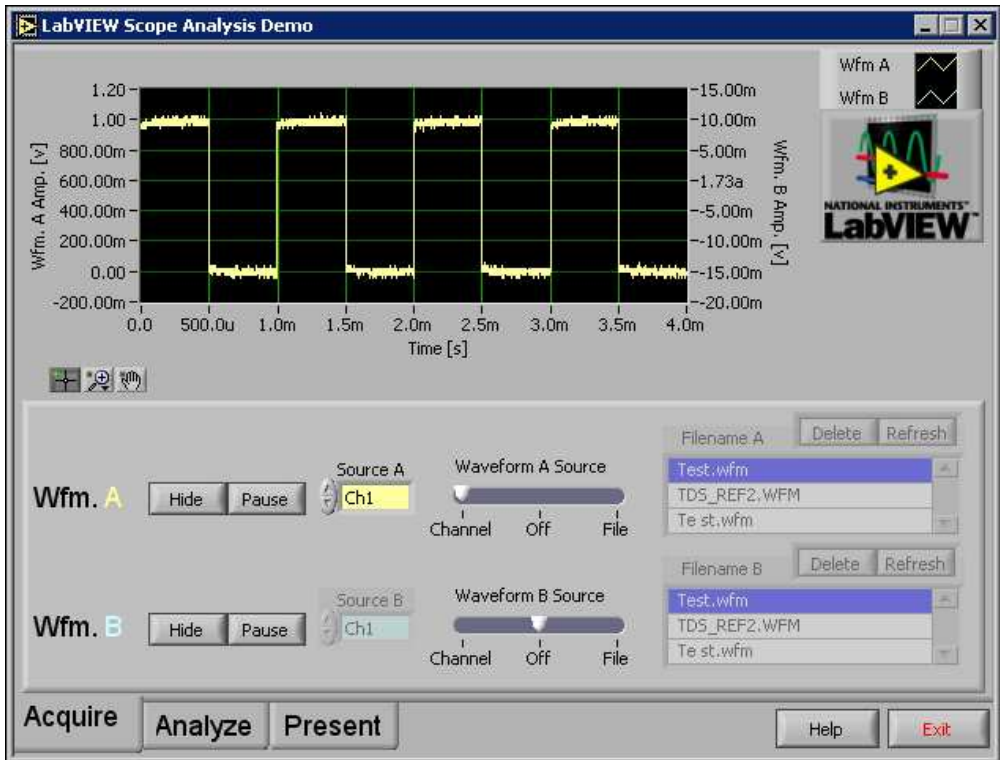 LabVIEW Scope Analysis Demo
Wfm A
Wfm B
NATIONAL INSTRUMENTS™
LabVIEW™
Wfm. A Amp. [v]
1.20
1.00
800.00m
600.00m
400.00m
200.00m
0.00
-200.00m
15.00m
10.00m
5.00m
1.73a
-5.00m
-10.00m
-15.00m
-20.00m
Wfm. B Amp. [v]
0.0 500.0u 1.0m 1.5m 2.0m 2.5m 3.0m 3.5m 4.0m
Time [s]
Wfm. A
Hide Pause
Source A
Ch1
Waveform A Source
Channel Off File
Filename A Delete Refresh
Test.wfm
TDS_REF2.WFM
Te st.wfm
Wfm. B
Hide Pause
Source B
Ch1
Waveform B Source
Channel Off File
Filename B Delete Refresh
Test.wfm
TDS_REF2.WFM
Te st.wfm
Acquire Analyze Present
Help Exit